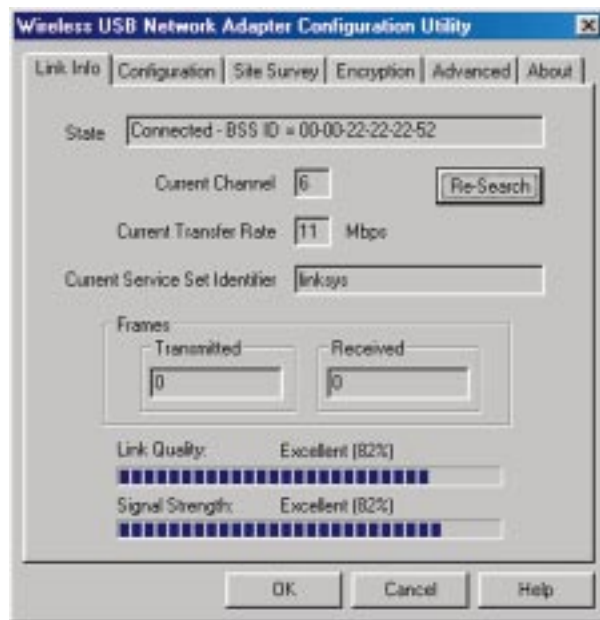 Wireless USB Network Adapter Configuration Utility
Link Info Configuration Site Survey Encryption Advanced About
State Connected - BSS ID = 00-00-22-22-22-52
Current Channel 6 Re-Search
Current Transfer Rate 11 Mbps
Current Service Set Identifier linksys
Frames
Transmitted Received
0 0
Link Quality: Excellent (82%)
Signal Strength: Excellent (82%)
OK Cancel Help